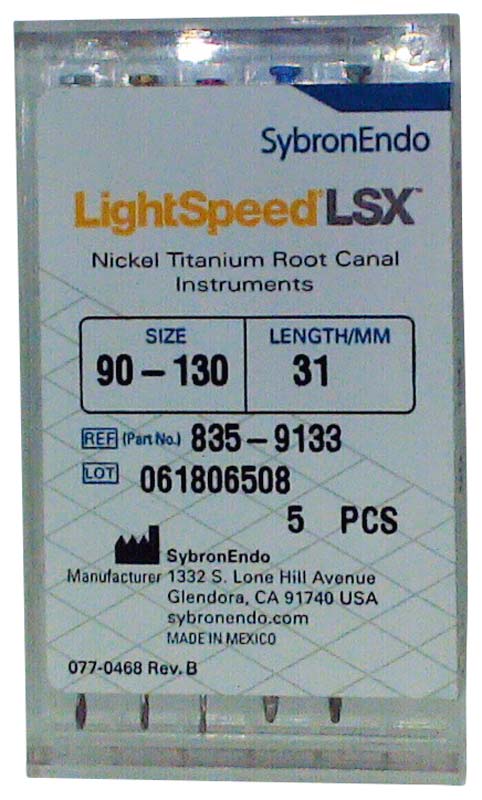 SybronEndo
LightSpeed® LSX™
Nickel Titanium Root Canal
Instruments
SIZE LENGTH/MM
90 – 130 31
REF (Part No.) 835 – 9133
LOT 061806508
5 PCS
SybronEndo
Manufacturer 1332 S. Lone Hill Avenue
Glendora, CA 91740 USA
sybronendo.com
MADE IN MEXICO
077-0468 Rev. B